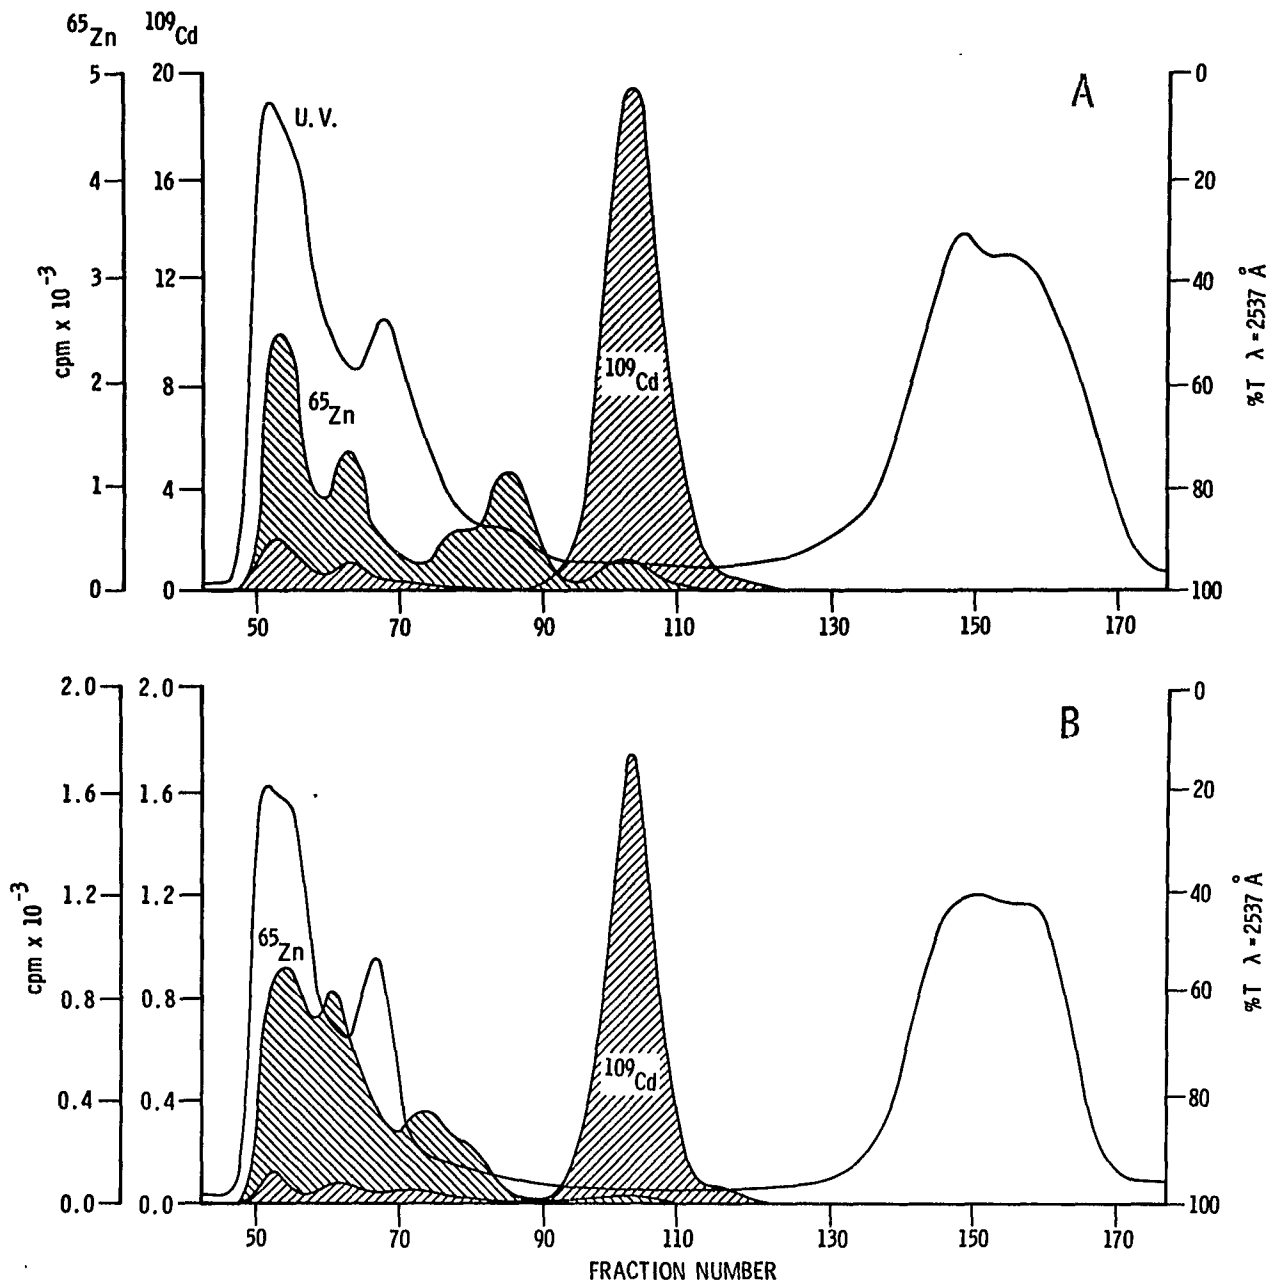 65Zn 109Cd
A
U.V.
65Zn
109Cd
5 4 3 2 1 0
20 16 12 8 4 0
0 20 40 60 80 100
cpm x 10-3
%T λ = 2537 Å
50 70 90 110 130 150 170
B
65Zn
109Cd
2.0 1.6 1.2 0.8 0.4 0.0
2.0 1.6 1.2 0.8 0.4 0.0
0 20 40 60 80 100
cpm x 10-3
%T λ = 2537 Å
50 70 90 110 130 150 170
FRACTION NUMBER